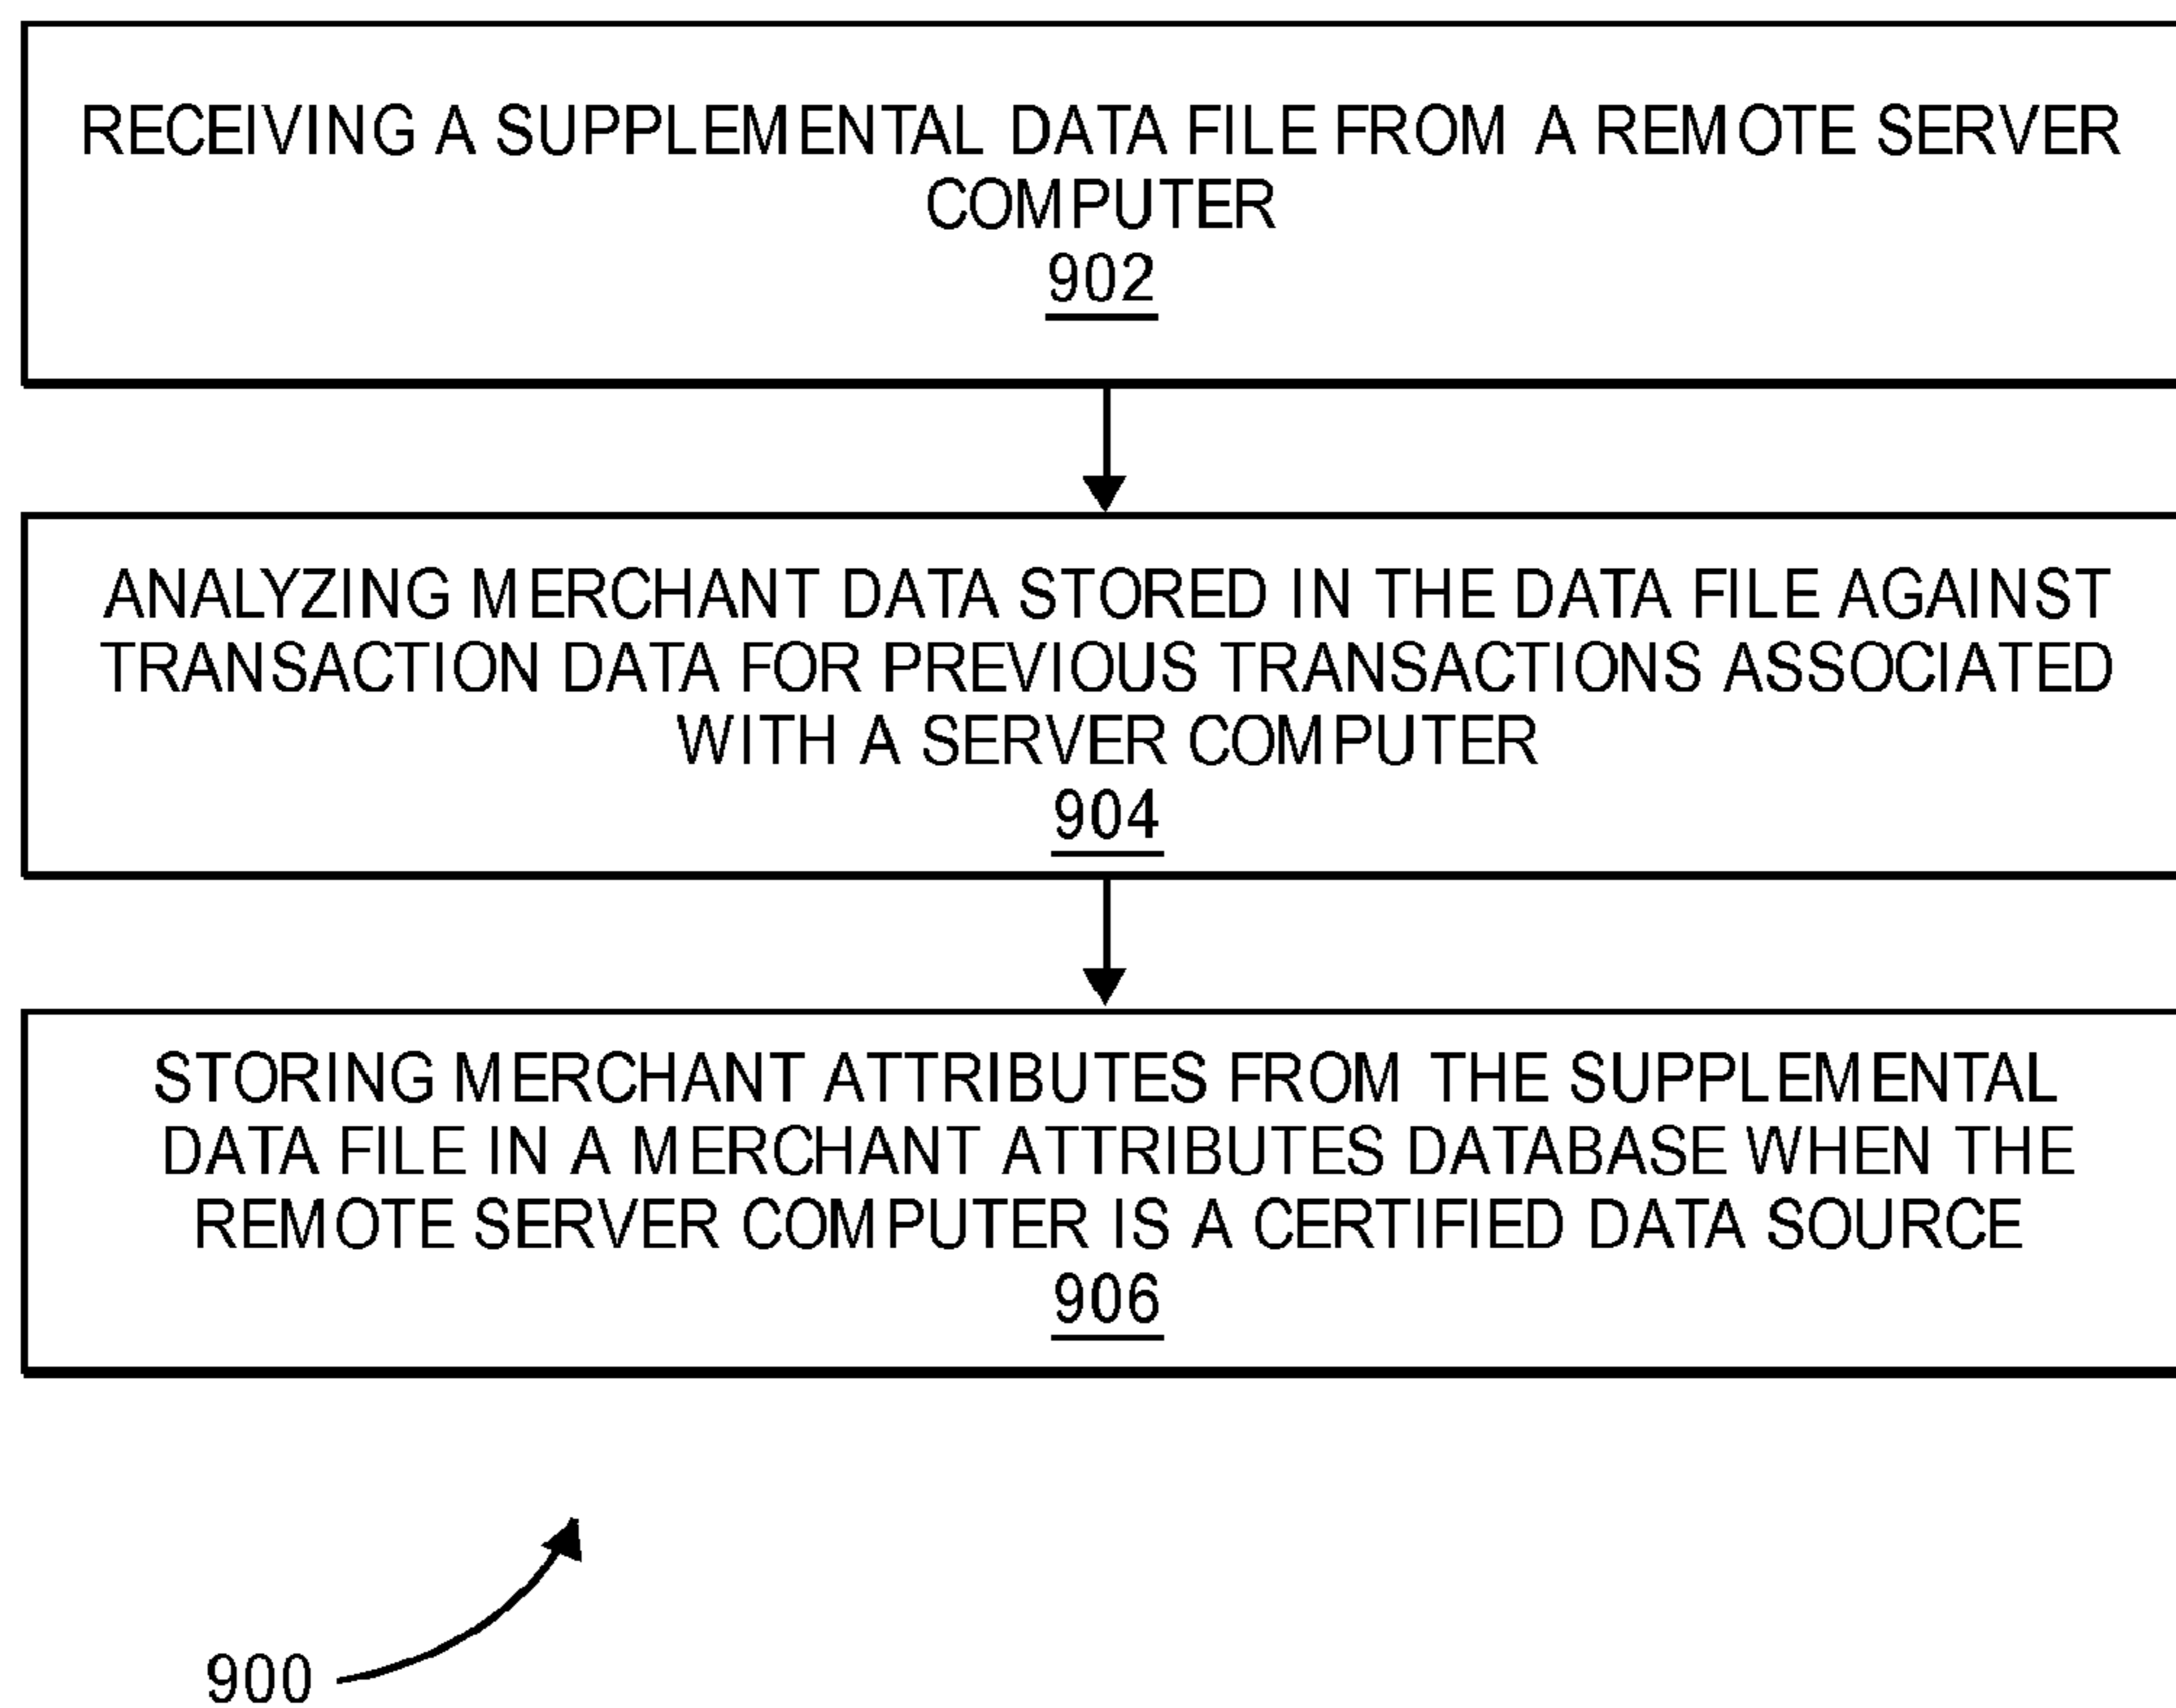 RECEIVING A SUPPLEMENTAL DATA FILE FROM A REMOTE SERVER
COMPUTER
902
ANALYZING MERCHANT DATA STORED IN THE DATA FILE AGAINST
TRANSACTION DATA FOR PREVIOUS TRANSACTIONS ASSOCIATED
WITH A SERVER COMPUTER
904
STORING MERCHANT ATTRIBUTES FROM THE SUPPLEMENTAL
DATA FILE IN A MERCHANT ATTRIBUTES DATABASE WHEN THE
REMOTE SERVER COMPUTER IS A CERTIFIED DATA SOURCE
906
900